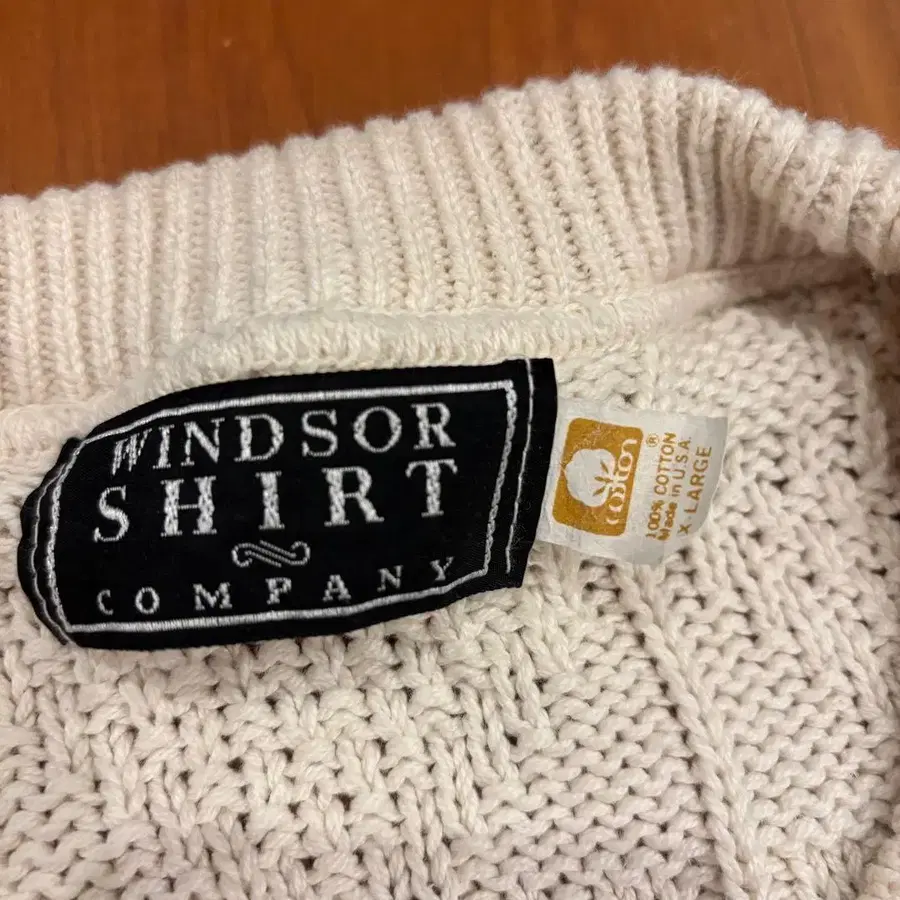 WINDSOR
SHIRT
COMPANY
cotton
®
100% COTTON
Made in U.S.A.
X LARGE